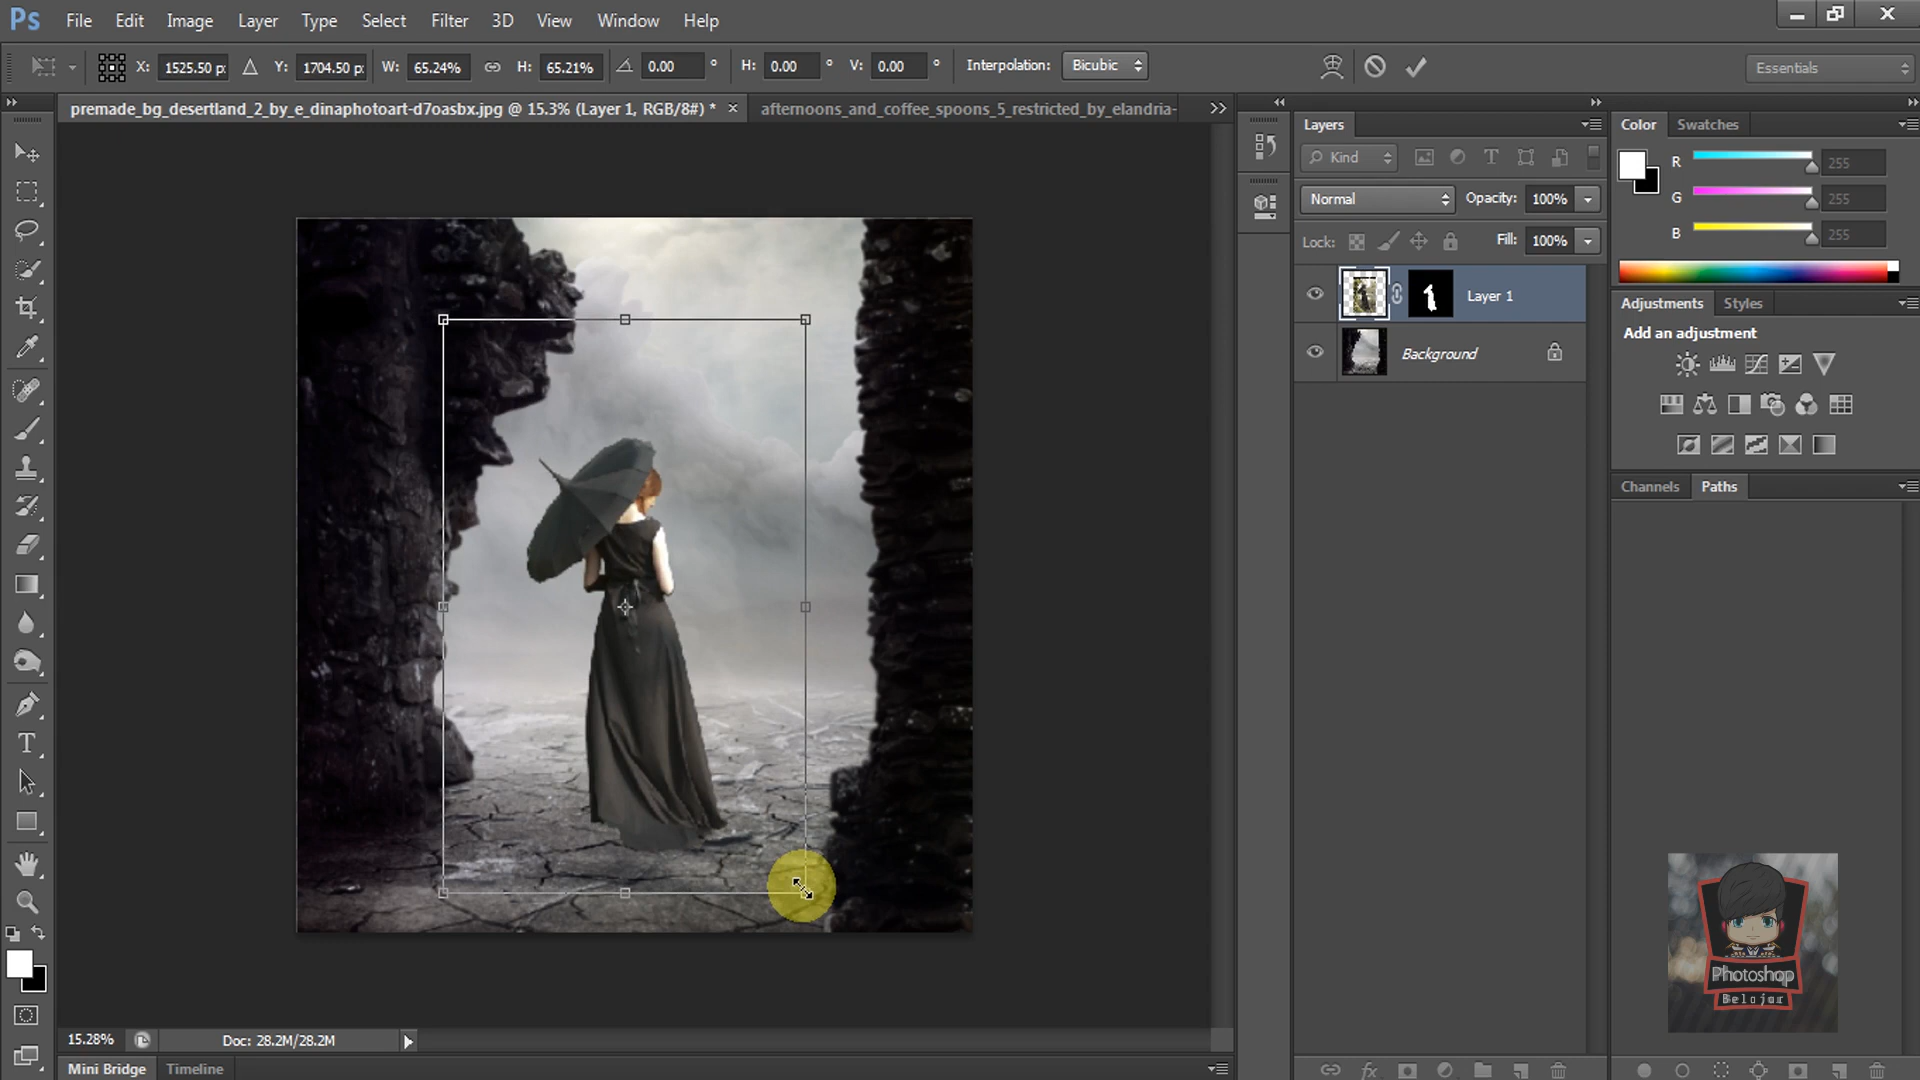 Ps File Edit Image Layer Type Select Filter 3D View Window Help
X: 1525.50 p: Y: 1704.50 p: W: 65.24% H: 65.21% 0.00 ° H: 0.00 ° V: 0.00 ° Interpolation: Bicubic Essentials
premade_bg_desertland_2_by_e_dinaphotoart-d7oasbx.jpg @ 15.3% (Layer 1, RGB/8#) * × afternoons_and_coffee_spoons_5_restricted_by_elandria-
Layers
Kind
Normal Opacity: 100%
Lock: Fill: 100%
Layer 1
Background
Color Swatches
R 255
G 255
B 255
Adjustments Styles
Add an adjustment
Channels Paths
T
Photoshop
Belajar
15.28% Doc: 28.2M/28.2M
Mini Bridge Timeline
fx